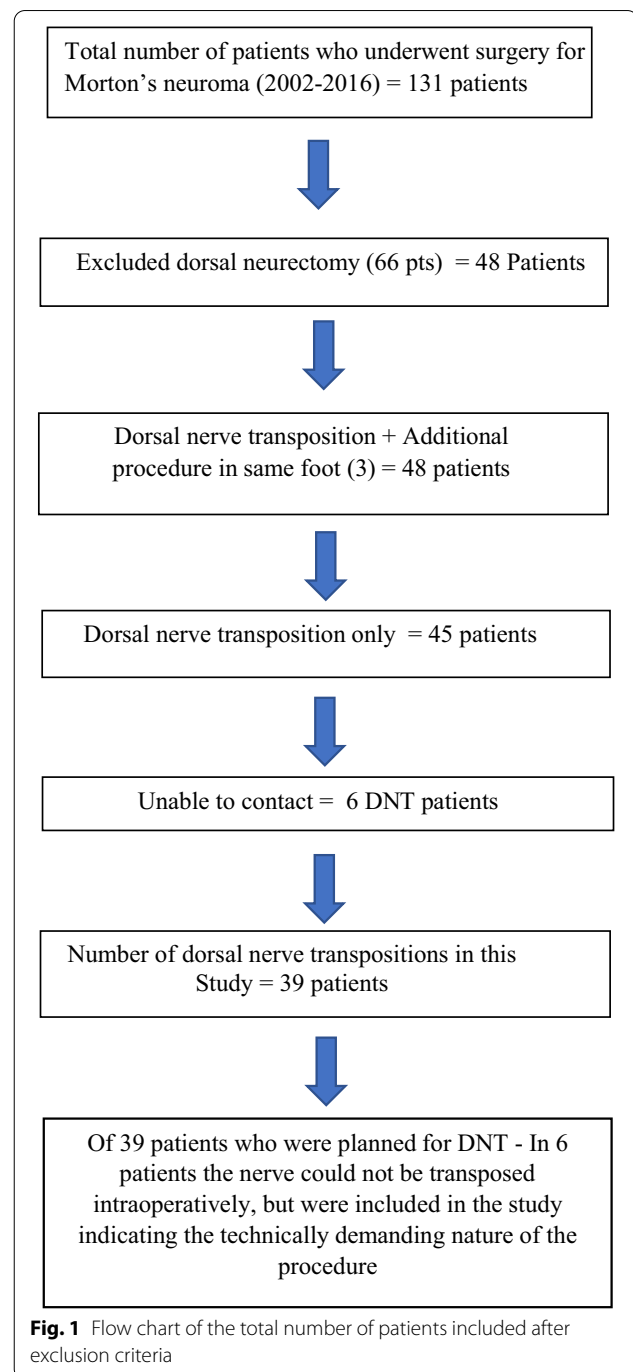 Total number of patients who underwent surgery for
Morton’s neuroma (2002-2016) = 131 patients
Excluded dorsal neurectomy (66 pts) = 48 Patients
Dorsal nerve transposition + Additional
procedure in same foot (3) = 48 patients
Dorsal nerve transposition only = 45 patients
Unable to contact = 6 DNT patients
Number of dorsal nerve transpositions in this
Study = 39 patients
Of 39 patients who were planned for DNT - In 6
patients the nerve could not be transposed
intraoperatively, but were included in the study
indicating the technically demanding nature of the
procedure
Fig. 1 Flow chart of the total number of patients included after
exclusion criteria